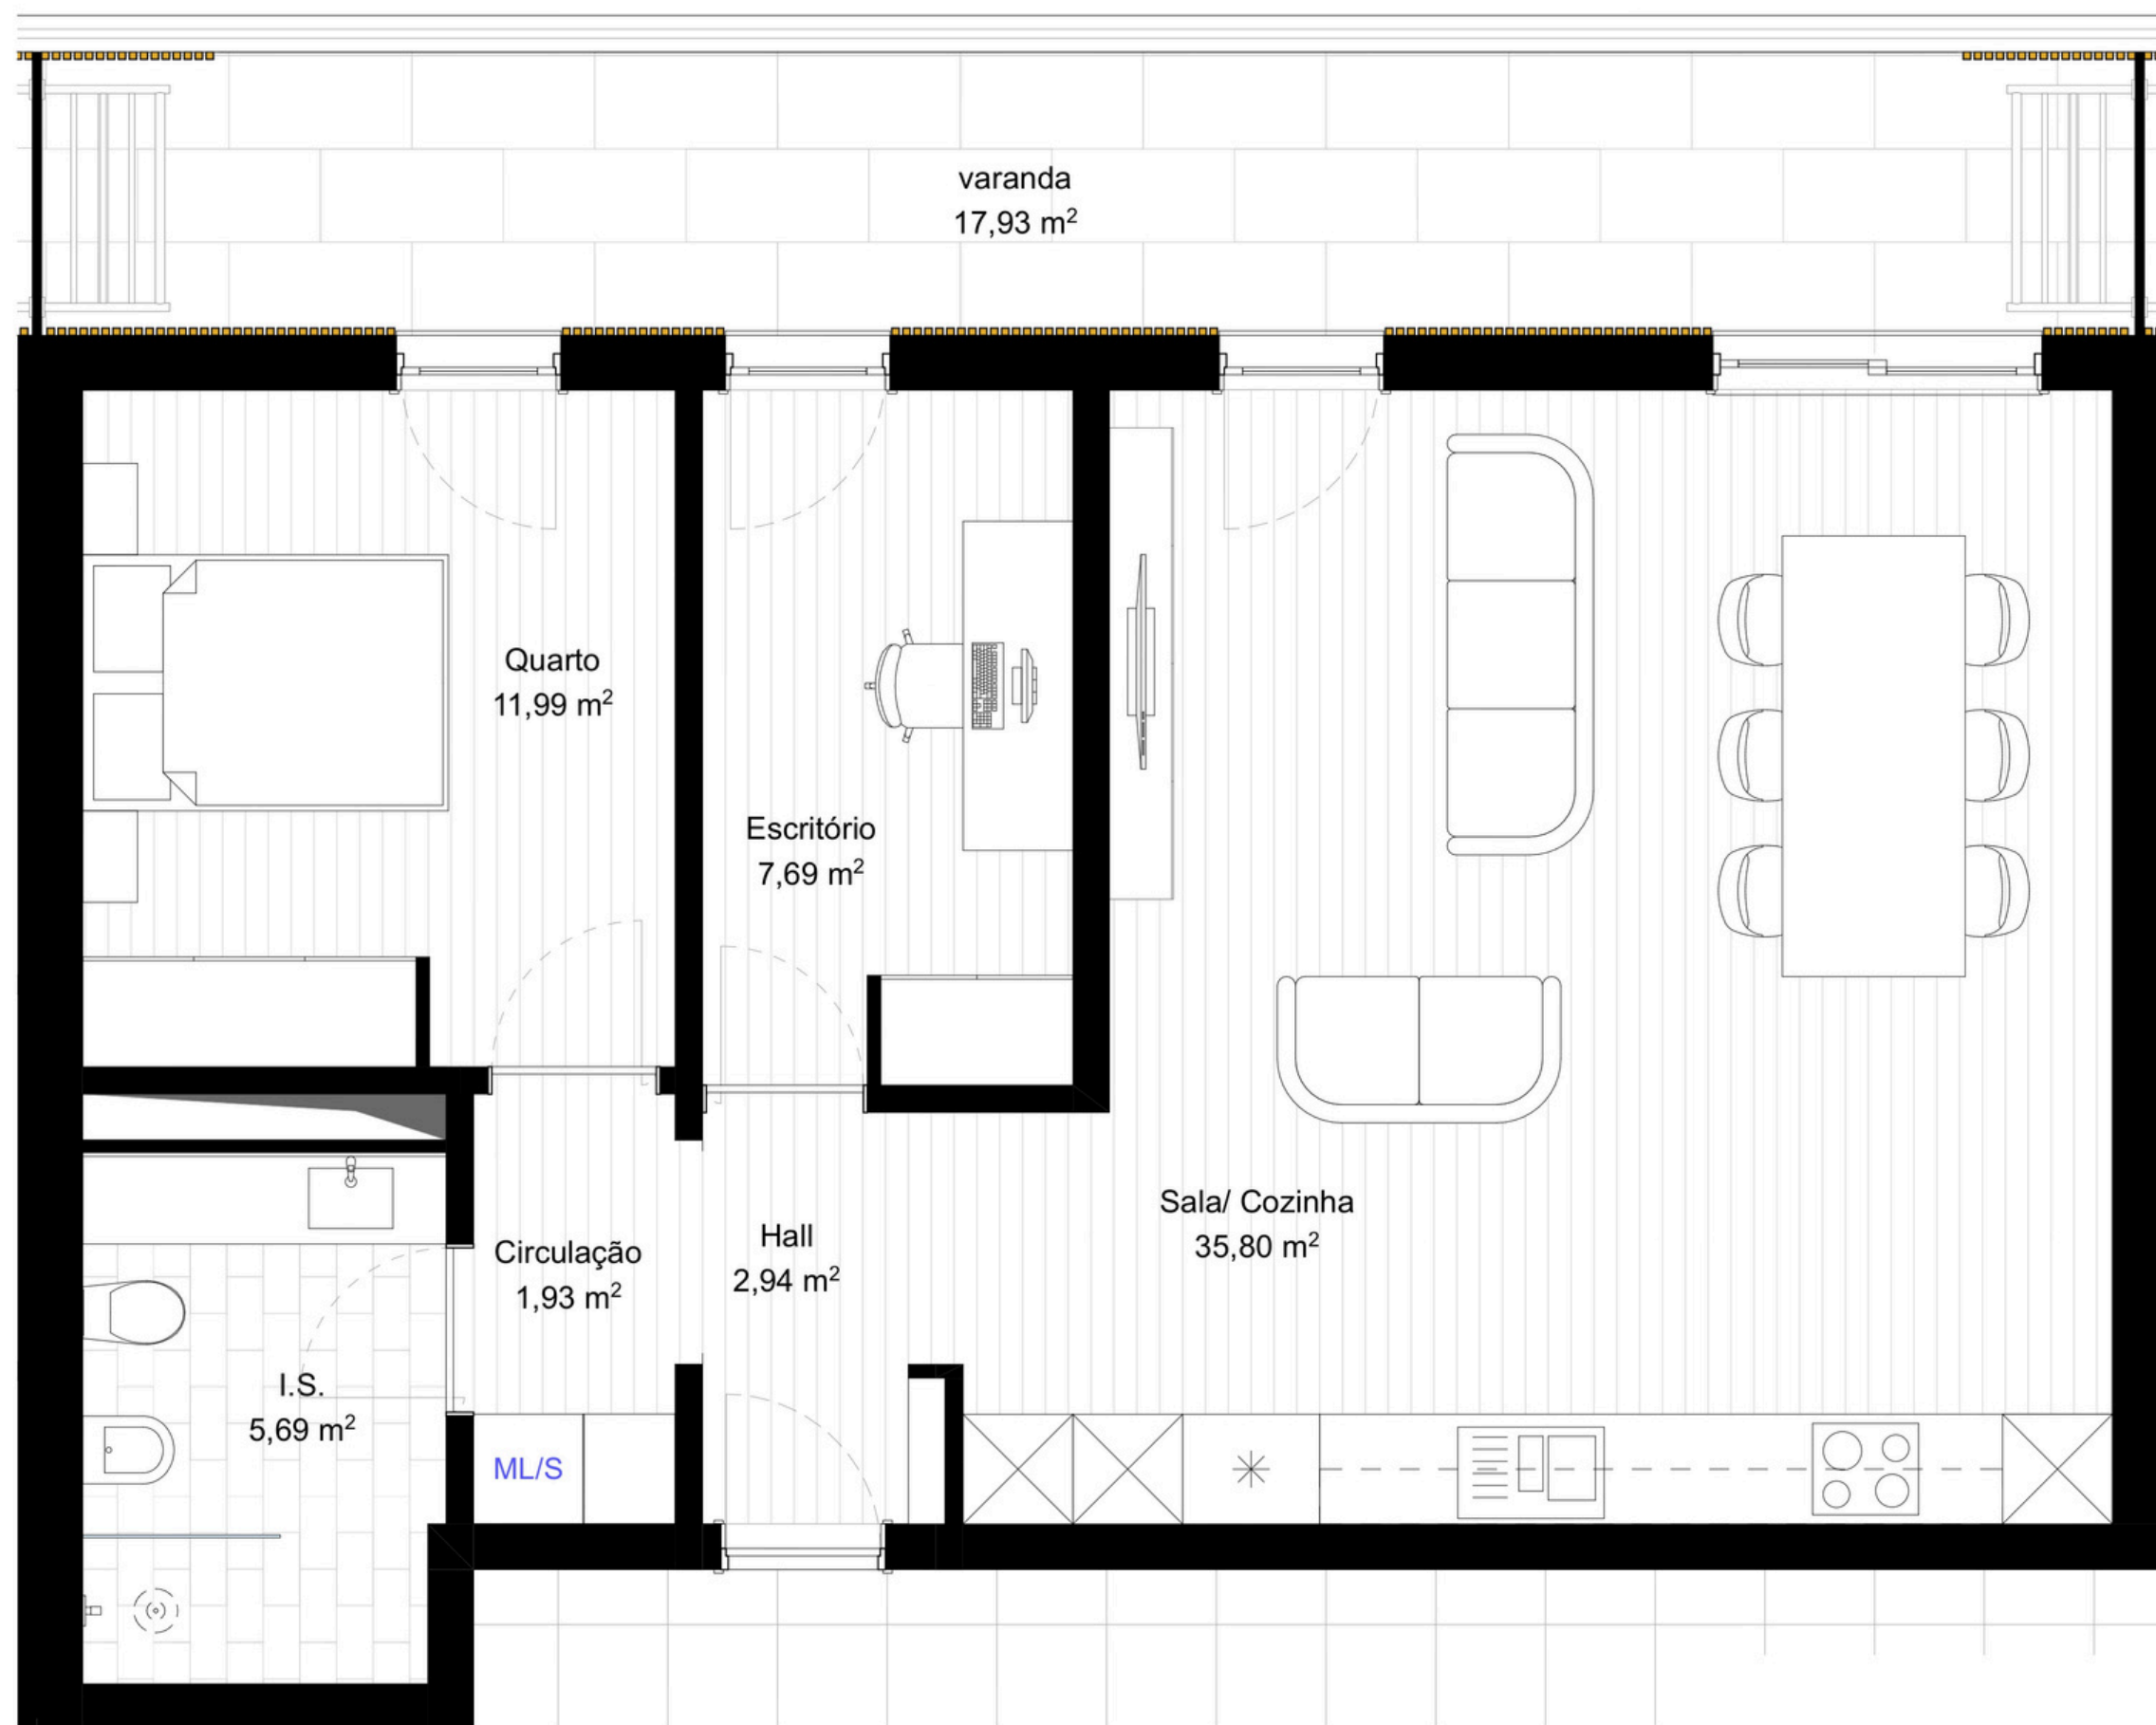 varanda
17,93 m²
Quarto
11,99 m²
Escritório
7,69 m²
Sala/ Cozinha
35,80 m²
Hall
2,94 m²
Circulação
1,93 m²
I.S.
5,69 m²
ML/S